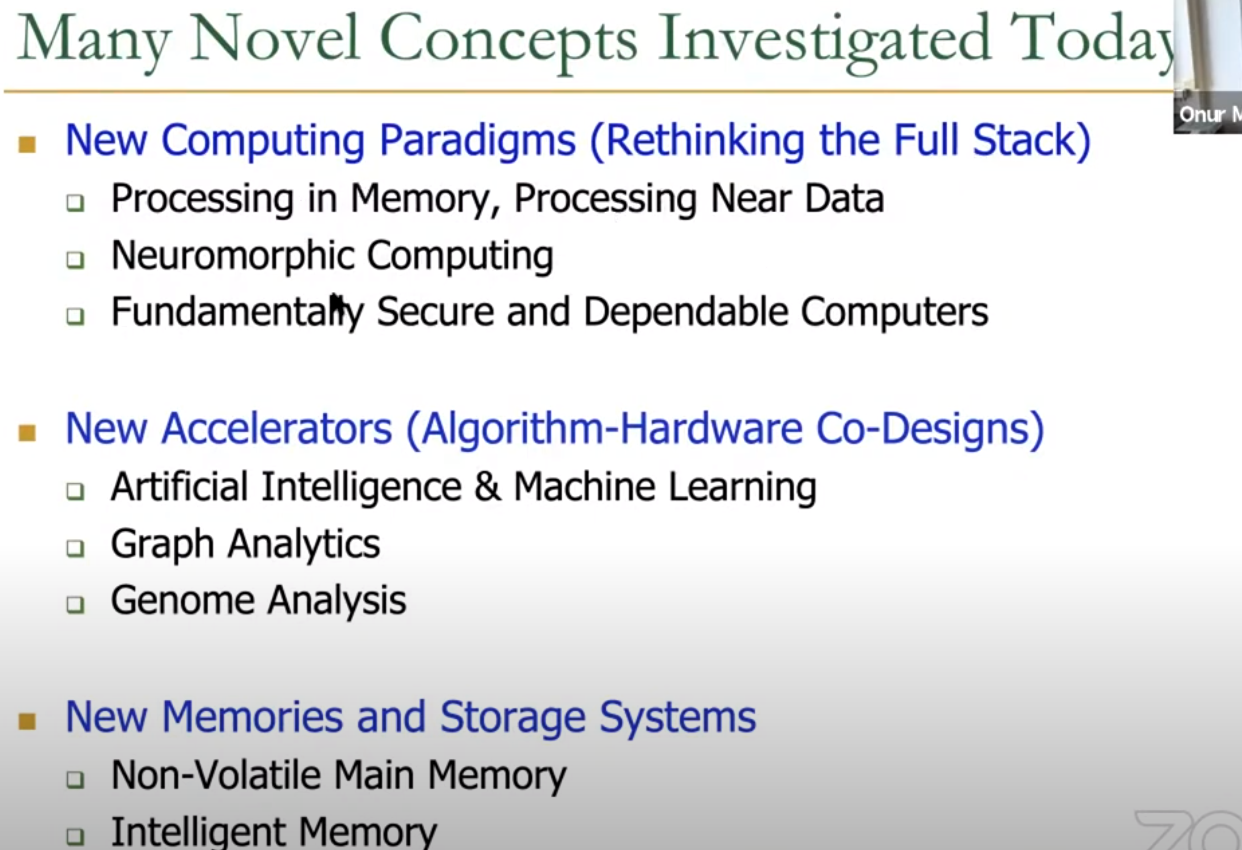 Many Novel Concepts Investigated Today
Onur M
New Computing Paradigms (Rethinking the Full Stack)
Processing in Memory, Processing Near Data
Neuromorphic Computing
Fundamentally Secure and Dependable Computers
New Accelerators (Algorithm-Hardware Co-Designs)
Artificial Intelligence & Machine Learning
Graph Analytics
Genome Analysis
New Memories and Storage Systems
Non-Volatile Main Memory
Intelligent Memory